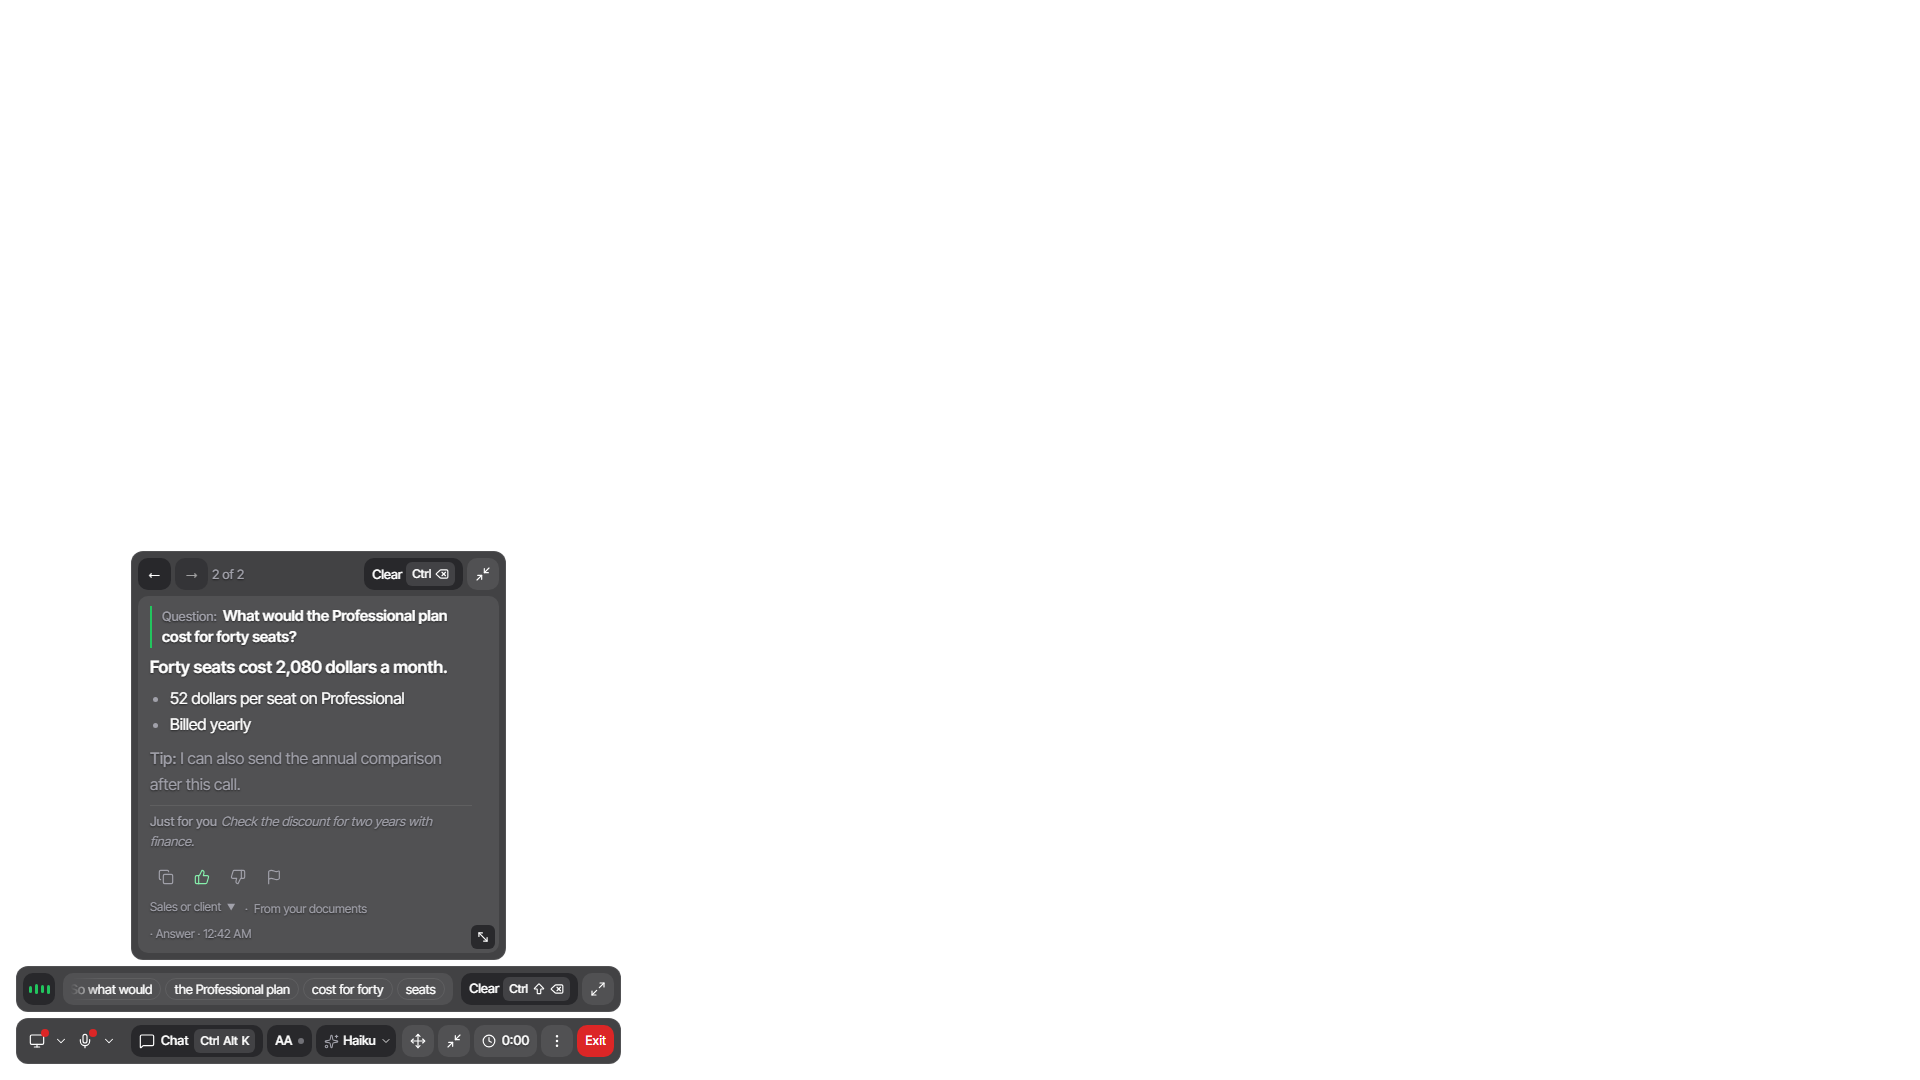 ← → 2 of 2 Clear Ctrl
Question: What would the Professional plan
cost for forty seats?
Forty seats cost 2,080 dollars a month.
• 52 dollars per seat on Professional
• Billed yearly
Tip: I can also send the annual comparison
after this call.
Just for you Check the discount for two years with
finance.
Sales or client ▼ · From your documents
· Answer · 12:42 AM
So what would the Professional plan cost for forty seats Clear Ctrl
Chat Ctrl Alt K AA Haiku 0:00 Exit